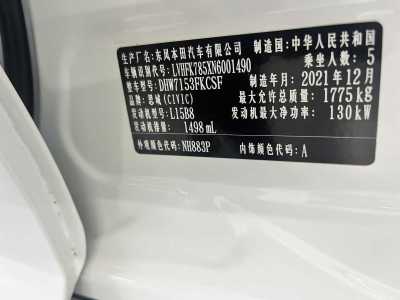 生产厂名：东风本田汽车有限公司 制造国：中华人民共和国
车辆识别代号：LVHFK785XN6001490 乘坐人数：5
整车型号：DHW7153FKCSF 制造年月：2021年12月
品牌：思域(CIVIC) 最大允许总质量：1775kg
发动机型号：L15B8 发动机最大净功率：130kW
发动机排量：1498mL
外观颜色代号：NH883P 内饰颜色代号：A